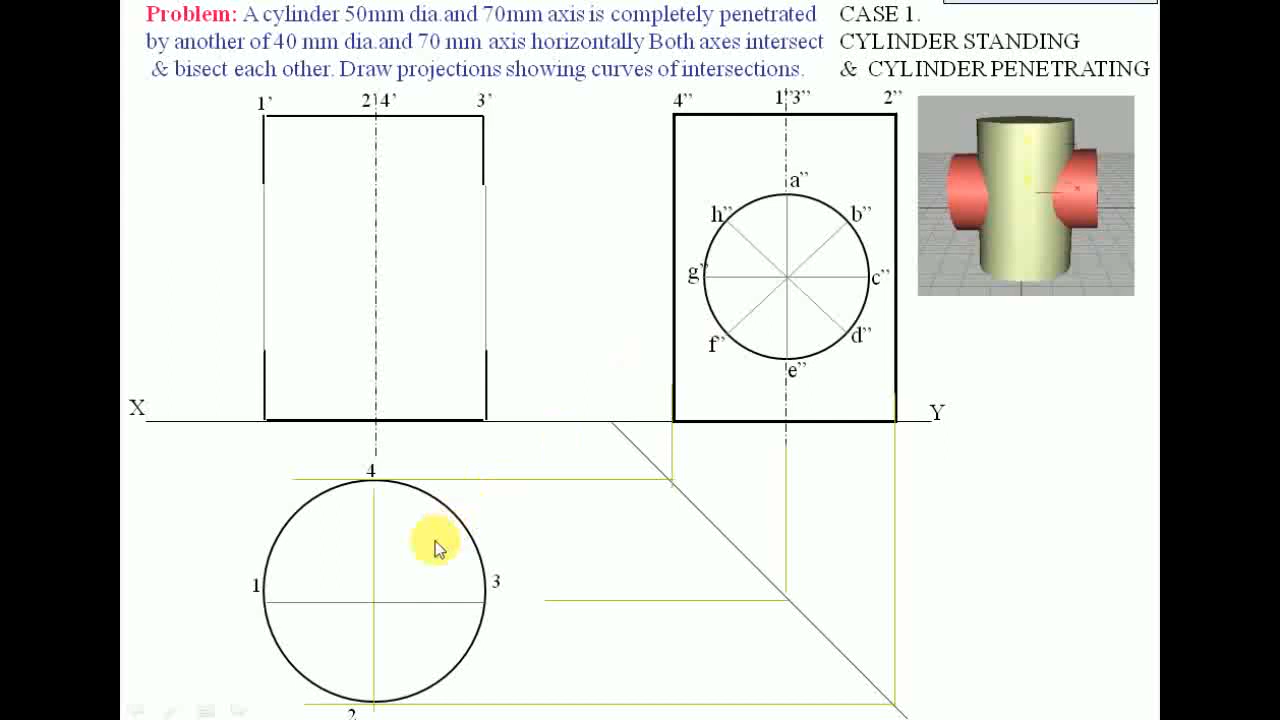 Problem: A cylinder 50mm dia.and 70mm axis is completely penetrated
by another of 40 mm dia.and 70 mm axis horizontally Both axes intersect
& bisect each other. Draw projections showing curves of intersections.
CASE 1.
CYLINDER STANDING
& CYLINDER PENETRATING
1’ 2’4’ 3’
4” 1”3” 2”
a”
h” b”
g” c”
f” d”
e”
X Y
4
1 3
2